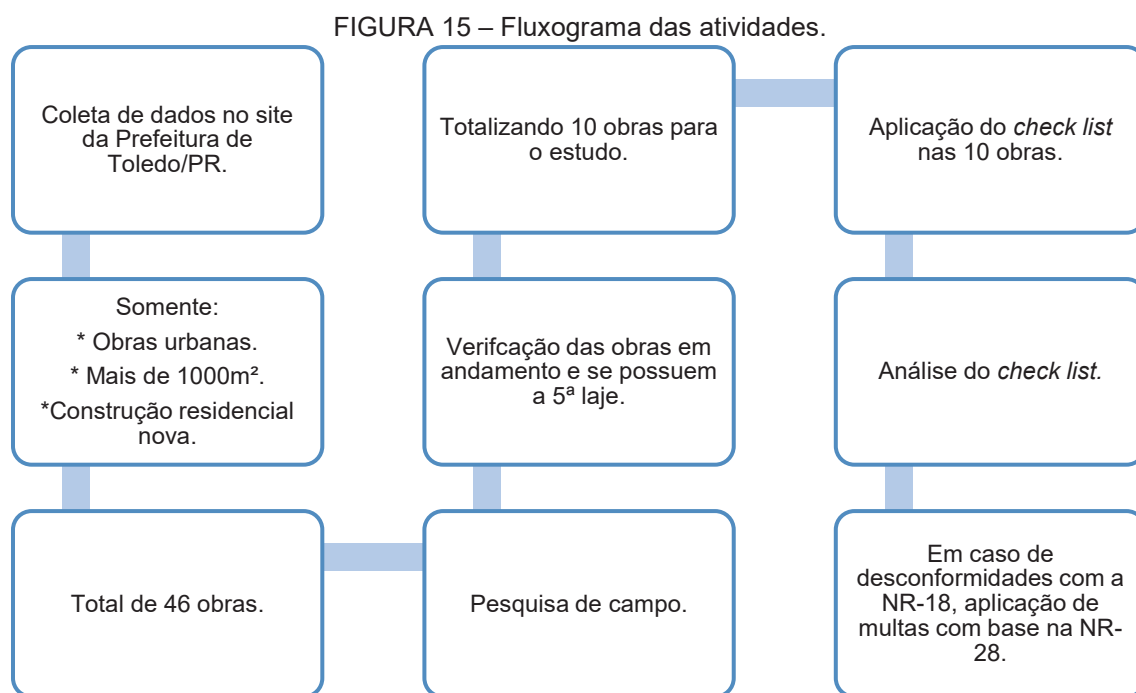 FIGURA 15 – Fluxograma das atividades.
Coleta de dados no site
da Prefeitura de
Toledo/PR.
Somente:
* Obras urbanas.
* Mais de 1000m².
*Construção residencial
nova.
Total de 46 obras.
Pesquisa de campo.
Verifcação das obras em
andamento e se possuem
a 5ª laje.
Totalizando 10 obras para
o estudo.
Aplicação do check list
nas 10 obras.
Análise do check list.
Em caso de
desconformidades com a
NR-18, aplicação de
multas com base na NR-
28.